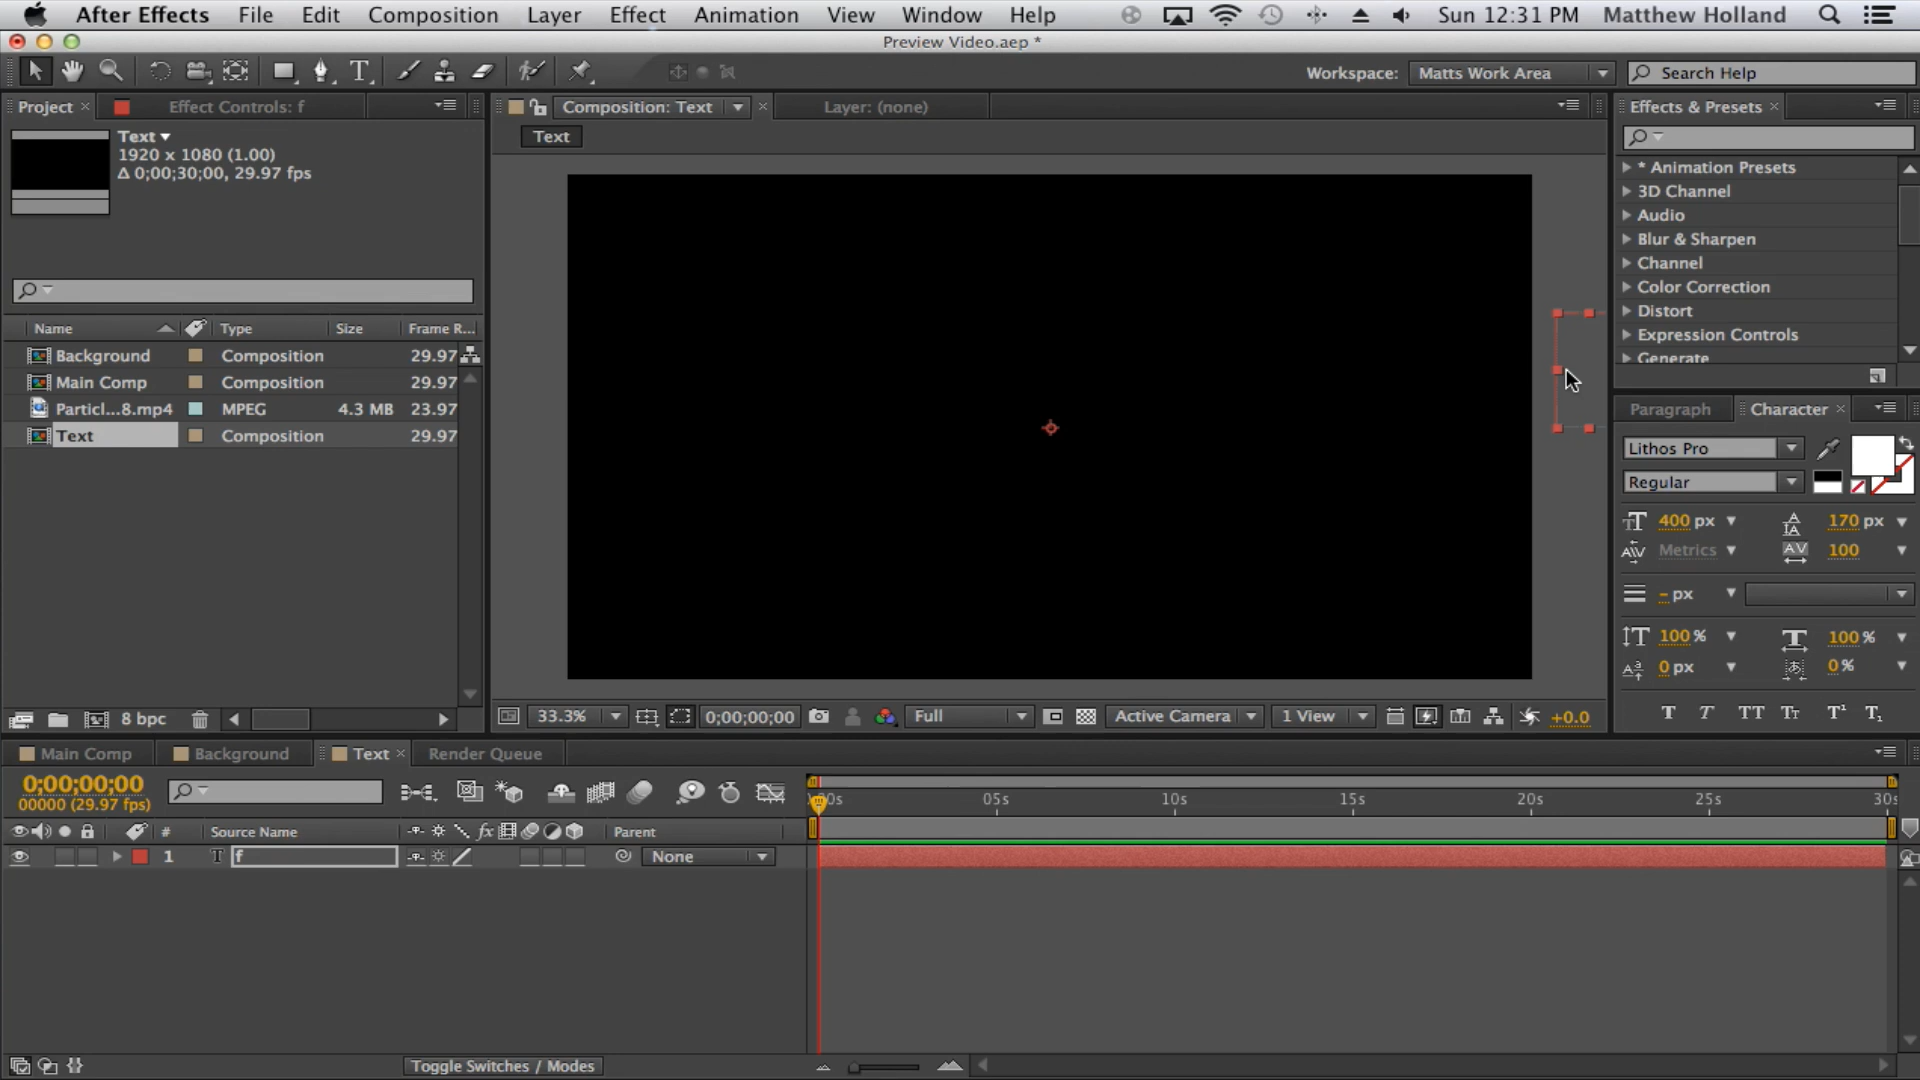 After Effects File Edit Composition Layer Effect Animation View Window Help Sun 12:31 PM Matthew Holland
Preview Video.aep *
Workspace: Matts Work Area Search Help
Project Effect Controls: f Composition: Text Layer: (none) Effects & Presets
Text
Text
1920 x 1080 (1.00)
Δ 0;00;30;00, 29.97 fps
* Animation Presets
3D Channel
Audio
Blur & Sharpen
Channel
Color Correction
Distort
Expression Controls
Generate
Name Type Size Frame R...
Background Composition 29.97
Main Comp Composition 29.97
Particl...8.mp4 MPEG 4.3 MB 23.97
Text Composition 29.97
Paragraph Character
Lithos Pro
Regular
400 px 170 px
Metrics 100
- px
100 % 100 %
0 px 0 %
T T TT Tr T¹ T₁
8 bpc 33.3% 0;00;00;00 Full Active Camera 1 View +0.0
Main Comp Background Text Render Queue
0;00;00;00
00000 (29.97 fps)
00s 05s 10s 15s 20s 25s 30s
# Source Name fx Parent
1 T f None
Toggle Switches / Modes